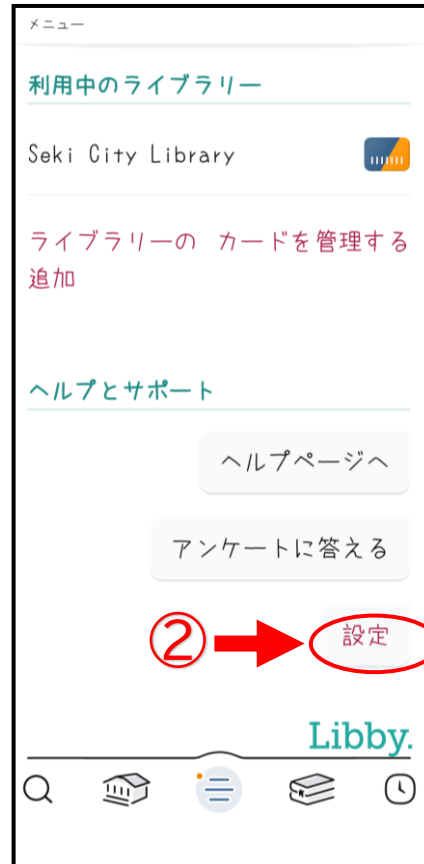 メニュー
利用中のライブラリー
Seki City Library
ライブラリーの カードを管理する
追加
ヘルプとサポート
ヘルプページへ
アンケートに答える
② 設定
Libby.